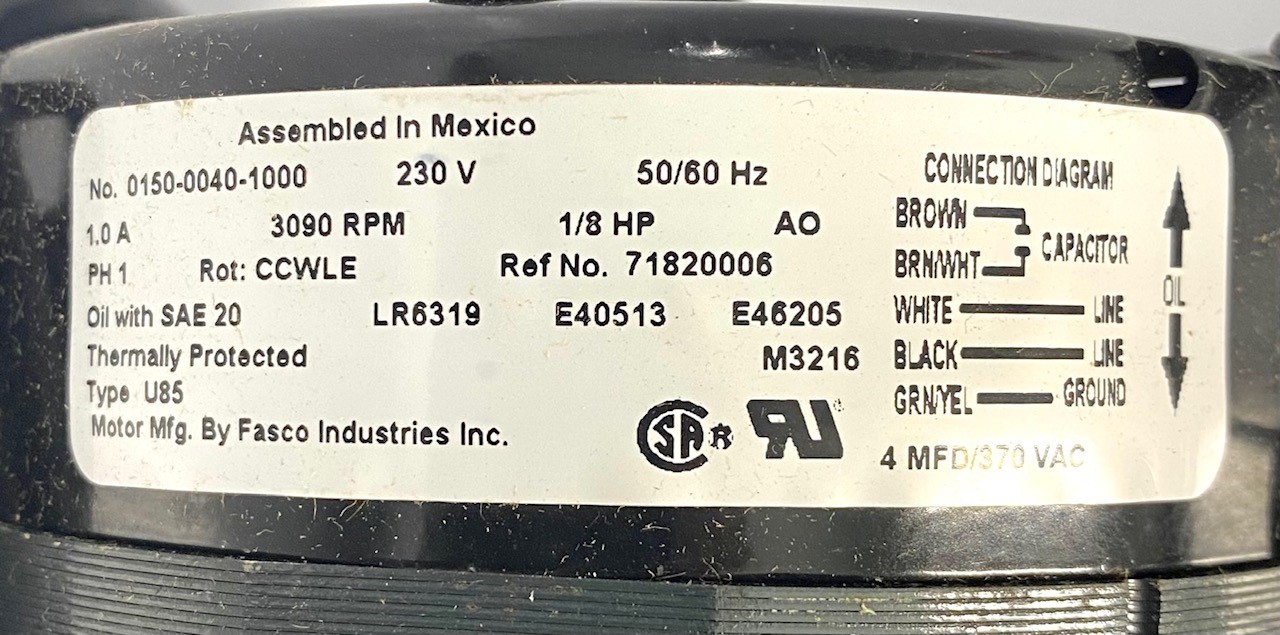 Assembled In Mexico
No. 0150-0040-1000 230 V 50/60 Hz
1.0 A 3090 RPM 1/8 HP AO
PH 1 Rot: CCWLE Ref No. 71820006
Oil with SAE 20 LR6319 E40513 E46205
Thermally Protected M3216
Type U85
Motor Mfg. By Fasco Industries Inc.
SA R RU
CONNECTION DIAGRAM
BROWN
CAPACITOR
BRN/WHT
WHITE LINE
BLACK LINE
GRN/YEL GROUND
4 MFD/370 VAC
OIL